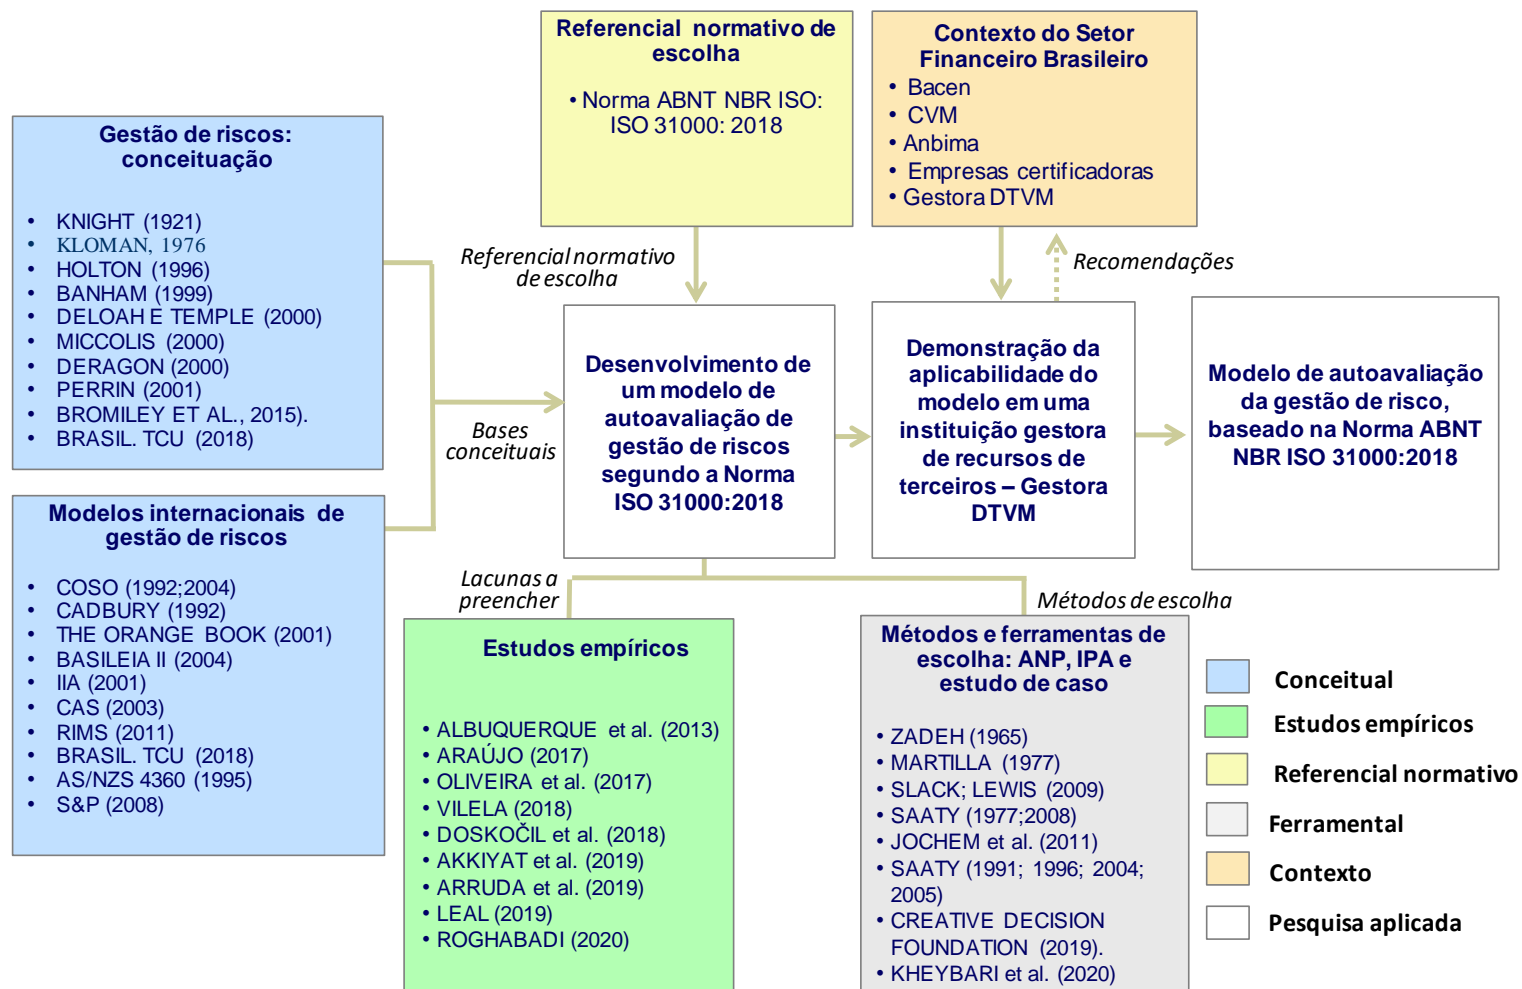 Referencial normativo de
escolha
• Norma ABNT NBR ISO:
ISO 31000: 2018
Contexto do Setor
Financeiro Brasileiro
• Bacen
• CVM
• Anbima
• Empresas certificadoras
• Gestora DTVM
Gestão de riscos:
conceituação
• KNIGHT (1921)
• KLOMAN, 1976
• HOLTON (1996)
• BANHAM (1999)
• DELOAH E TEMPLE (2000)
• MICCOLIS (2000)
• DERAGON (2000)
• PERRIN (2001)
• BROMILEY ET AL., 2015).
• BRASIL. TCU (2018)
Referencial normativo
de escolha
Recomendações
Bases
conceituais
Desenvolvimento de
um modelo de
autoavaliação de
gestão de riscos
segundo a Norma
ISO 31000:2018
Demonstração da
aplicabilidade do
modelo em uma
instituição gestora
de recursos de
terceiros – Gestora
DTVM
Modelo de autoavaliação
da gestão de risco,
baseado na Norma ABNT
NBR ISO 31000:2018
Modelos internacionais de
gestão de riscos
• COSO (1992;2004)
• CADBURY (1992)
• THE ORANGE BOOK (2001)
• BASILEIA II (2004)
• IIA (2001)
• CAS (2003)
• RIMS (2011)
• BRASIL. TCU (2018)
• AS/NZS 4360 (1995)
• S&P (2008)
Lacunas a
preencher
Métodos de escolha
Estudos empíricos
• ALBUQUERQUE et al. (2013)
• ARAÚJO (2017)
• OLIVEIRA et al. (2017)
• VILELA (2018)
• DOSKOČIL et al. (2018)
• AKKIYAT et al. (2019)
• ARRUDA et al. (2019)
• LEAL (2019)
• ROGHABADI (2020)
Métodos e ferramentas de
escolha: ANP, IPA e
estudo de caso
• ZADEH (1965)
• MARTILLA (1977)
• SLACK; LEWIS (2009)
• SAATY (1977;2008)
• JOCHEM et al. (2011)
• SAATY (1991; 1996; 2004;
2005)
• CREATIVE DECISION
FOUNDATION (2019).
• KHEYBARI et al. (2020)
Conceitual
Estudos empíricos
Referencial normativo
Ferramental
Contexto
Pesquisa aplicada